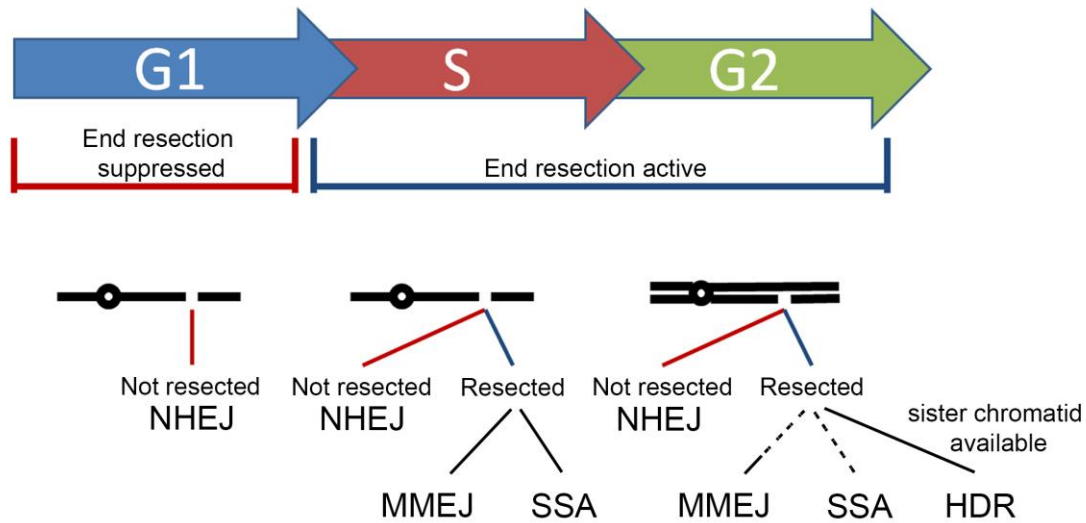 G1 S G2
End resection
suppressed
End resection active
Not resected
NHEJ
Not resected
NHEJ
Resected
MMEJ SSA
Not resected
NHEJ
Resected
sister chromatid
available
MMEJ SSA HDR